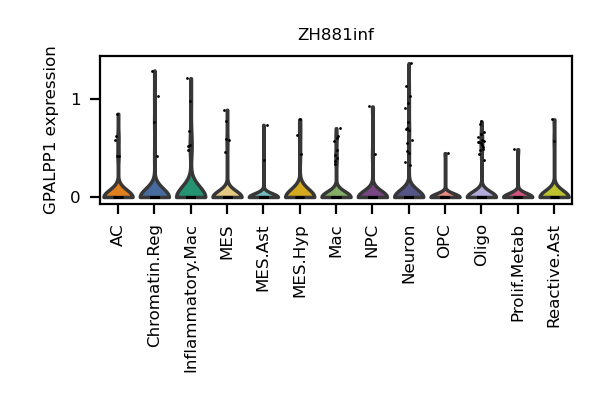 ZH881inf
GPALPP1 expression
1
0
AC
Chromatin.Reg
Inflammatory.Mac
MES
MES.Ast
MES.Hyp
Mac
NPC
Neuron
OPC
Oligo
Prolif.Metab
Reactive.Ast